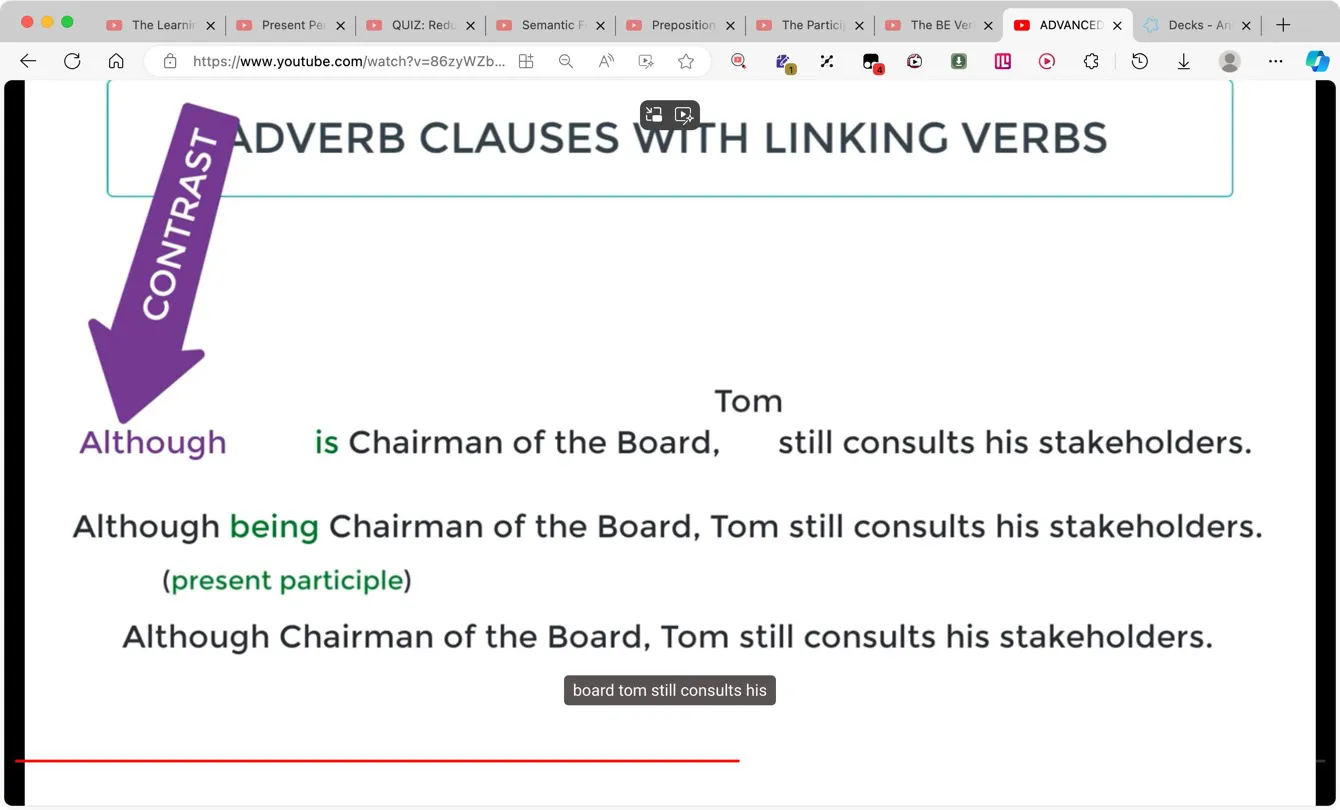 The Learnin
Present Pe
QUIZ: Redu
Semantic F
Preposition
The Particip
The BE Ver
ADVANCED
Decks - An
https://www.youtube.com/watch?v=86zyWZb...
1
4
ADVERB CLAUSES WITH LINKING VERBS
CONTRAST
Tom
Although is Chairman of the Board, still consults his stakeholders.
Although being Chairman of the Board, Tom still consults his stakeholders.
(present participle)
Although Chairman of the Board, Tom still consults his stakeholders.
board tom still consults his